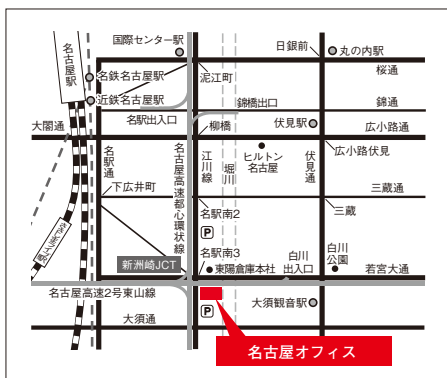 国際センター駅
日銀前
丸の内駅
名古屋駅
名鉄名古屋駅
泥江町
桜通
近鉄名古屋駅
錦橋出口
錦通
名駅出入口
伏見駅
太閤通
柳橋
広小路通
名駅通
名古屋高速都心環状線
江川線
堀川
ヒルトン
名古屋
伏見通
広小路伏見
下広井町
三蔵通
名駅南2
三蔵
P
名駅南3
白川
出入口
白川
公園
新洲崎JCT
東陽倉庫本社
若宮大通
名古屋高速2号東山線
大須観音駅
P
大須通
名古屋オフィス